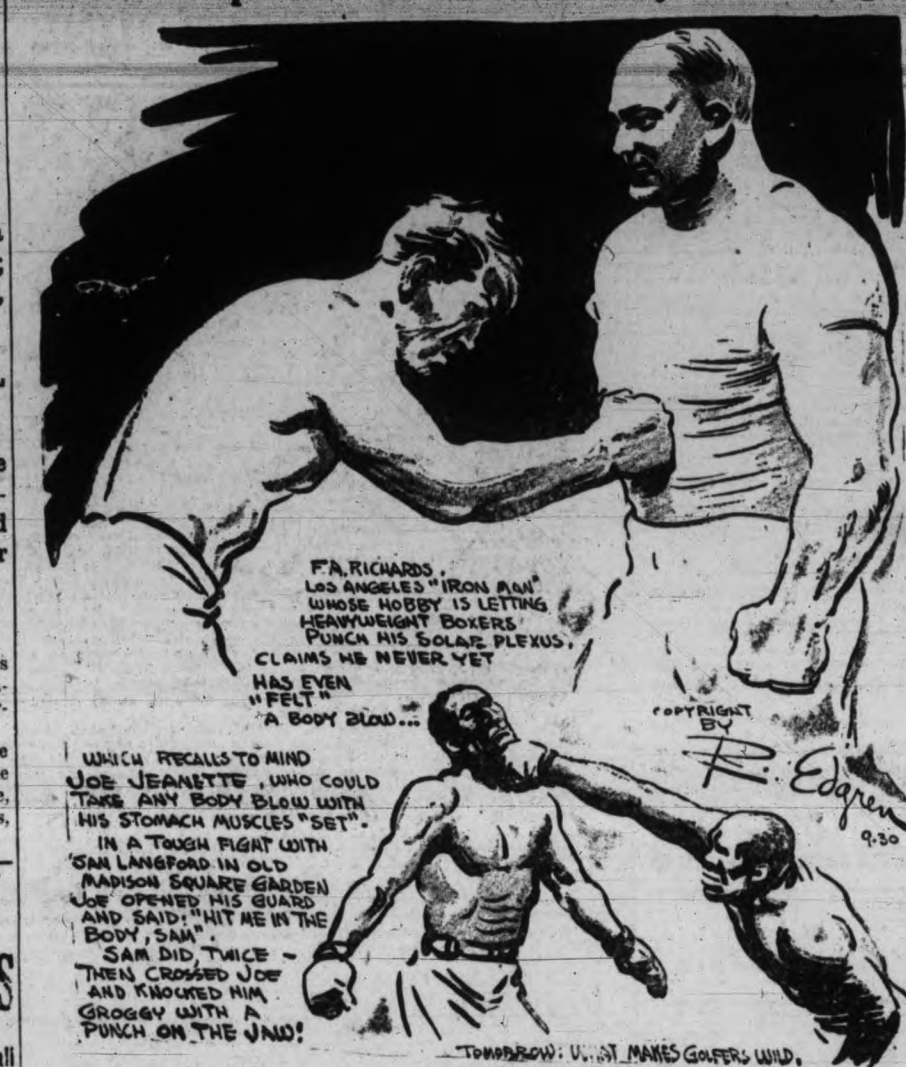 F.A. RICHARDS,
LOS ANGELES "IRON MAN"
WHOSE HOBBY IS LETTING
HEAVYWEIGHT BOXERS
PUNCH HIS SOLAR PLEXUS,
CLAIMS HE NEVER YET
HAS EVEN
"FELT"
A BODY BLOW...
COPYRIGHT
BY
R. Edgren
9-30
WHICH RECALLS TO MIND
JOE JEANETTE, WHO COULD
TAKE ANY BODY BLOW WITH
HIS STOMACH MUSCLES "SET".
IN A TOUGH FIGHT WITH
SAM LANGFORD IN OLD
MADISON SQUARE GARDEN
JOE OPENED HIS GUARD
AND SAID: "HIT ME IN THE
BODY, SAM".
SAM DID, TWICE -
THEN CROSSED JOE
AND KNOCKED HIM
GROGGY WITH A
PUNCH ON THE JAW!
TOMORROW: MAKES GOLFERS WILD.